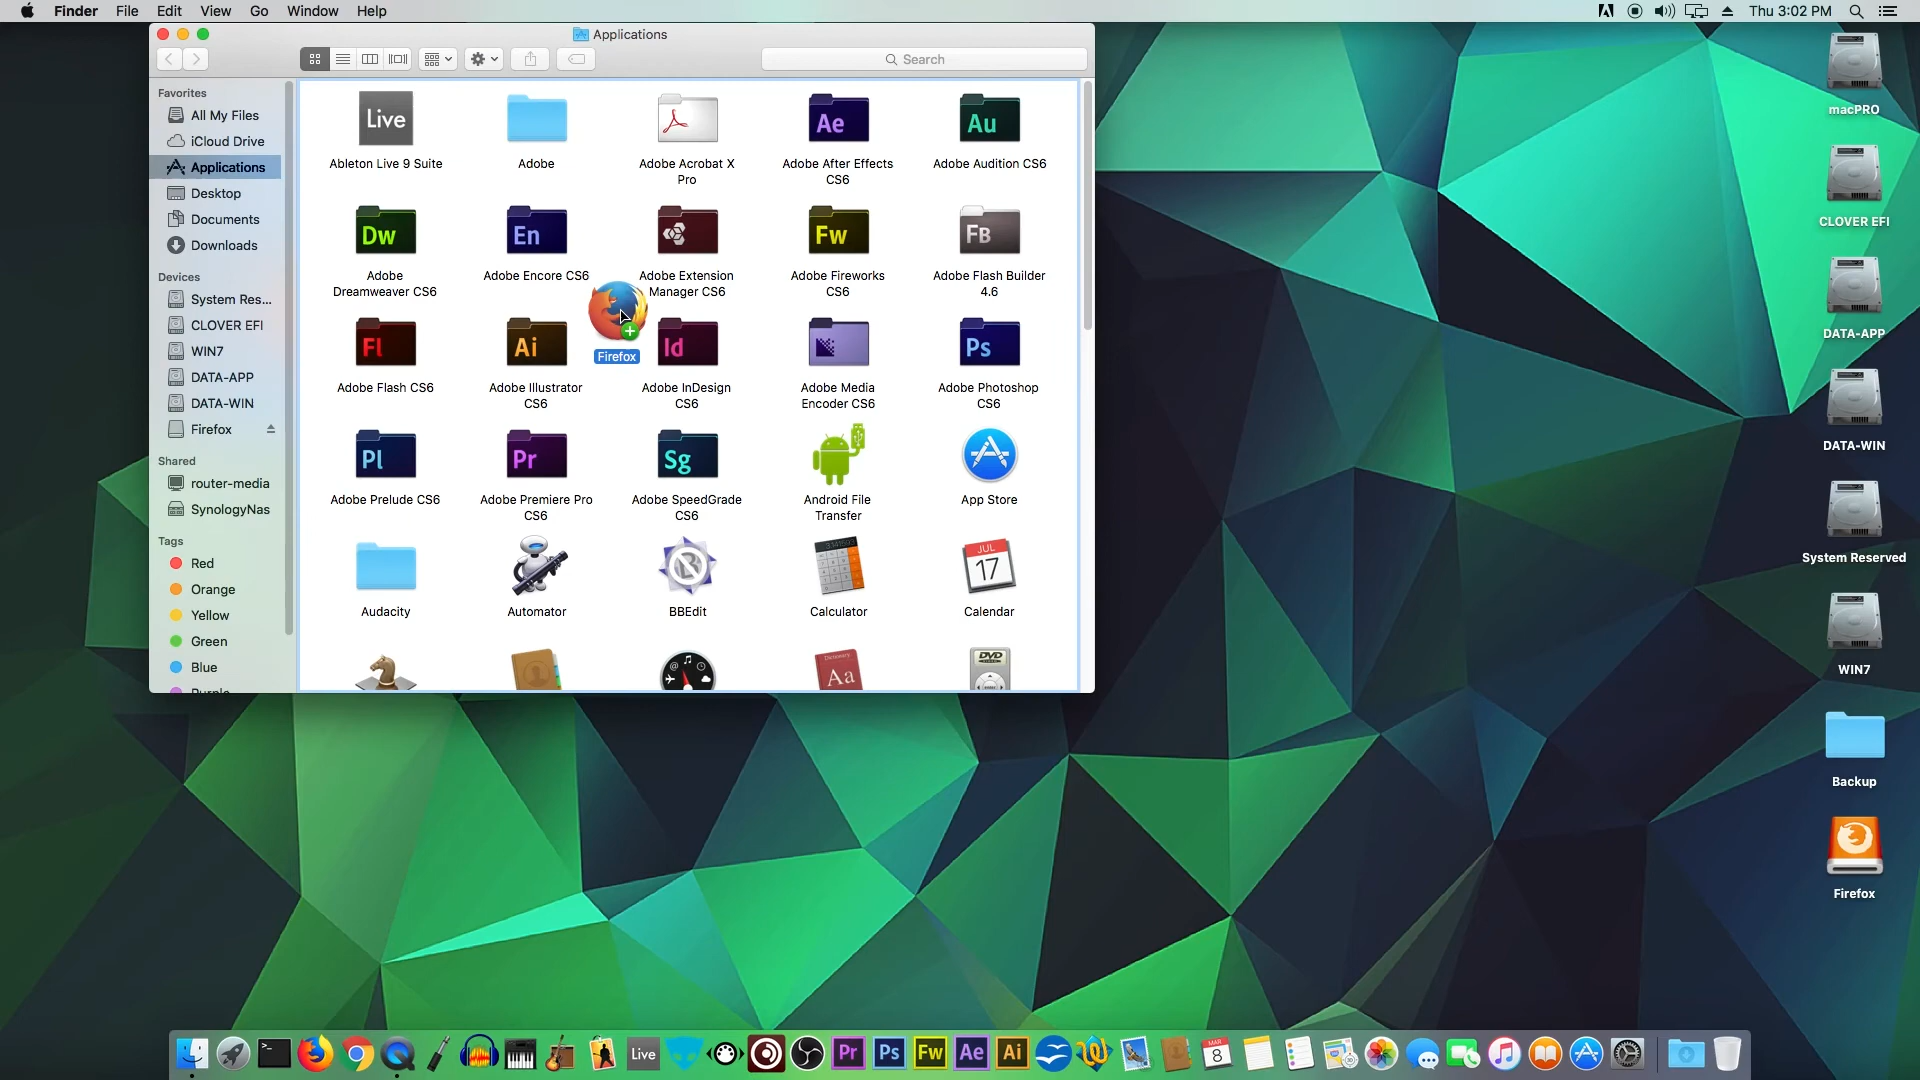 Finder File Edit View Go Window Help
Thu 3:02 PM
Applications
Search
Favorites
All My Files
iCloud Drive
Applications
Desktop
Documents
Downloads
Devices
System Res...
CLOVER EFI
WIN7
DATA-APP
DATA-WIN
Firefox
Shared
router-media
SynologyNas
Tags
Red
Orange
Yellow
Green
Blue
Purple
Live
Ae
Au
Ableton Live 9 Suite
Adobe
Adobe Acrobat X
Pro
Adobe After Effects
CS6
Adobe Audition CS6
Dw
En
Fw
FB
Adobe
Dreamweaver CS6
Adobe Encore CS6
Adobe Extension
Manager CS6
Adobe Fireworks
CS6
Adobe Flash Builder
4.6
Firefox
Fl
Ai
Id
Ps
Adobe Flash CS6
Adobe Illustrator
CS6
Adobe InDesign
CS6
Adobe Media
Encoder CS6
Adobe Photoshop
CS6
Pl
Pr
Sg
Adobe Prelude CS6
Adobe Premiere Pro
CS6
Adobe SpeedGrade
CS6
Android File
Transfer
App Store
JUL
17
Audacity
Automator
BBEdit
Calculator
Calendar
Dictionary
Aa
DVD
macPRO
CLOVER EFI
DATA-APP
DATA-WIN
System Reserved
WIN7
Backup
Firefox
Live
Pr
Ps
Fw
Ae
Ai
MAR
8